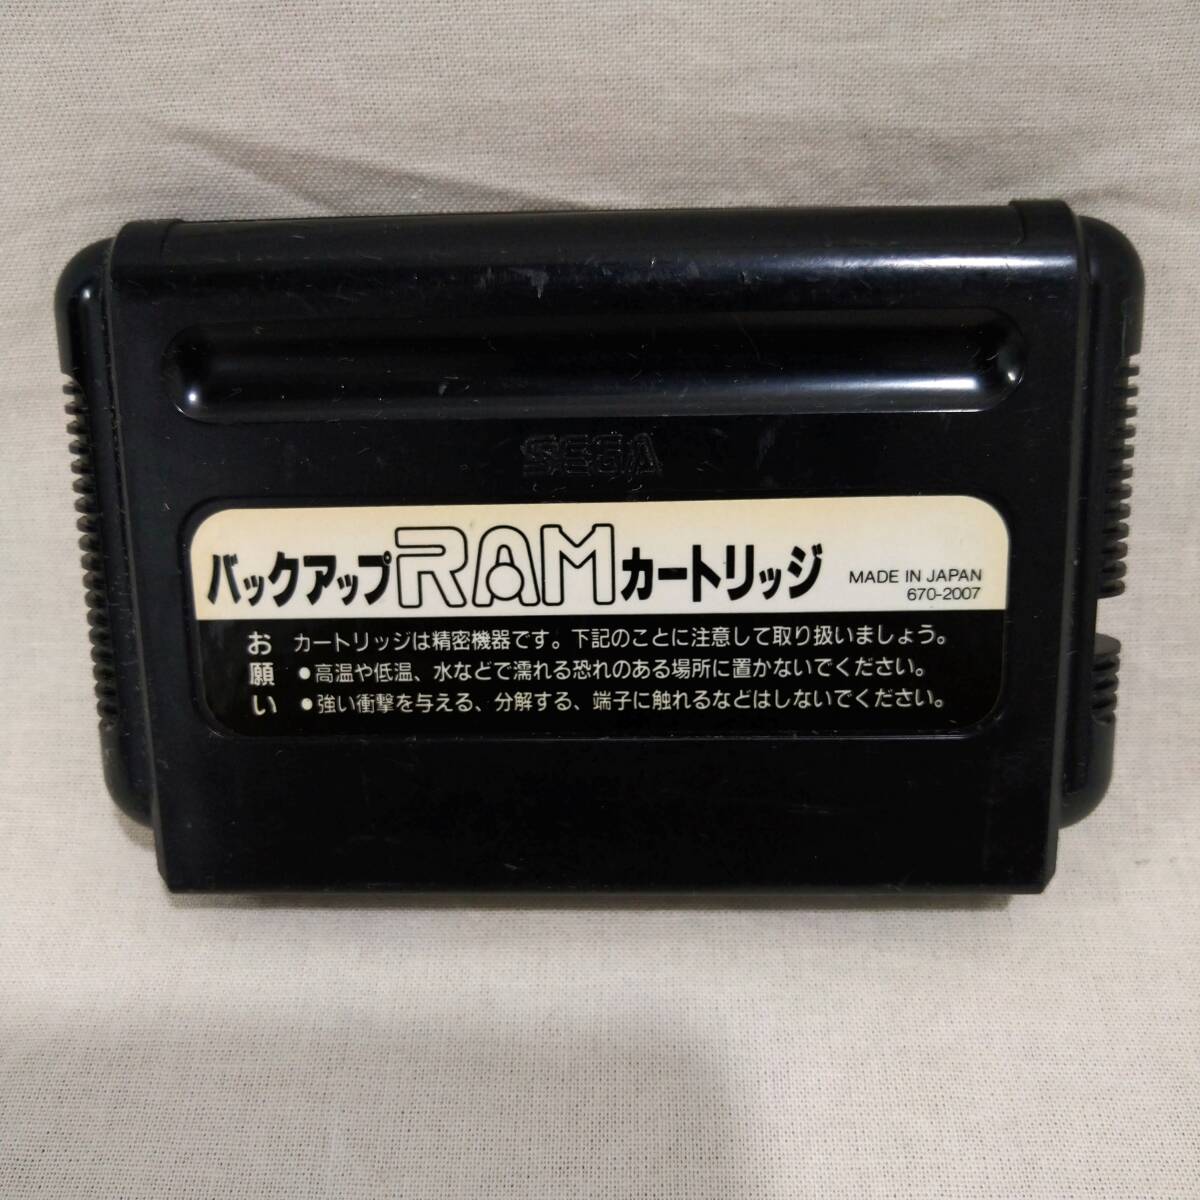 SEGA
バックアップRAMカートリッジ
MADE IN JAPAN
670-2007
お願い
カートリッジは精密機器です。下記のことに注意して取り扱いましょう。
●高温や低温、水などで濡れる恐れのある場所に置かないでください。
●強い衝撃を与える、分解する、端子に触れるなどはしないでください。